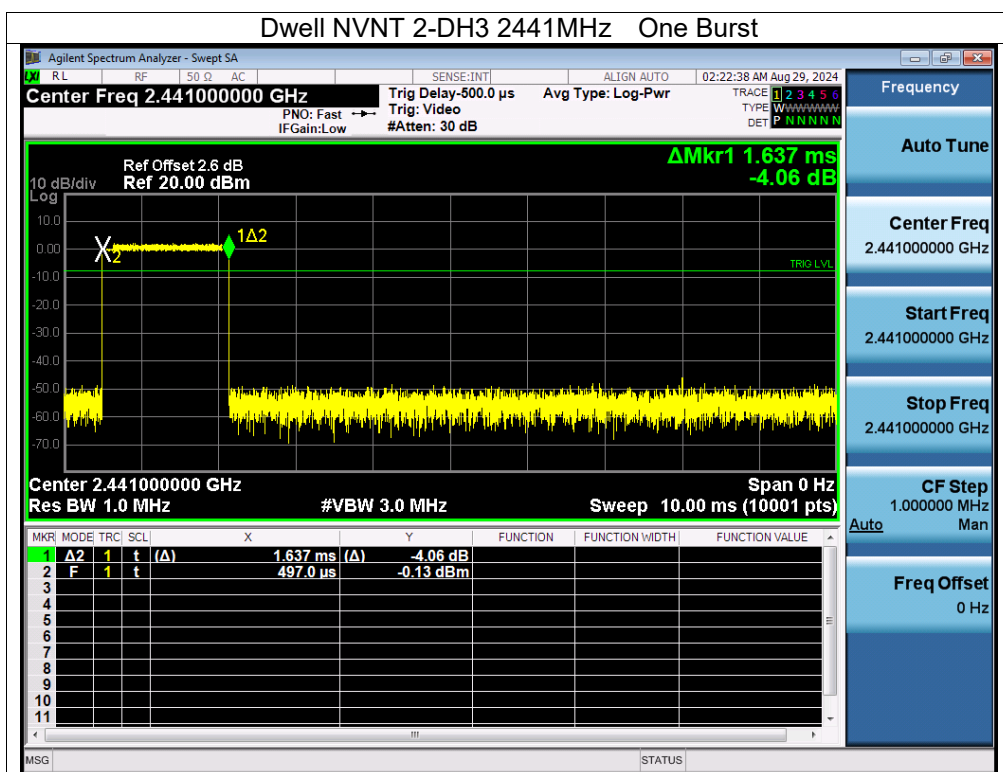 Dwell NVNT 2-DH3 2441MHz One Burst
Agilent Spectrum Analyzer - Swept SA
LXI RL RF 50 Ω AC SENSE:INT ALIGN AUTO 02:22:38 AM Aug 29, 2024
Center Freq 2.441000000 GHz
PNO: Fast
IFGain:Low
Trig Delay-500.0 µs
Trig: Video
#Atten: 30 dB
Avg Type: Log-Pwr
TRACE 1 2 3 4 5 6
TYPE WWWWWW
DET P N N N N N
ΔMkr1 1.637 ms
-4.06 dB
Ref Offset 2.6 dB
10 dB/div Ref 20.00 dBm
Log
10.0
0.00
-10.0
-20.0
-30.0
-40.0
-50.0
-60.0
-70.0
2
1Δ2
TRIG LVL
Center 2.441000000 GHz Span 0 Hz
Res BW 1.0 MHz #VBW 3.0 MHz Sweep 10.00 ms (10001 pts)
MKR MODE TRC SCL X Y FUNCTION FUNCTION WIDTH FUNCTION VALUE
1 Δ2 1 t (Δ) 1.637 ms (Δ) -4.06 dB
2 F 1 t 497.0 µs -0.13 dBm
3
4
5
6
7
8
9
10
11
MSG STATUS
Frequency
Auto Tune
Center Freq
2.441000000 GHz
Start Freq
2.441000000 GHz
Stop Freq
2.441000000 GHz
CF Step
1.000000 MHz
Auto Man
Freq Offset
0 Hz